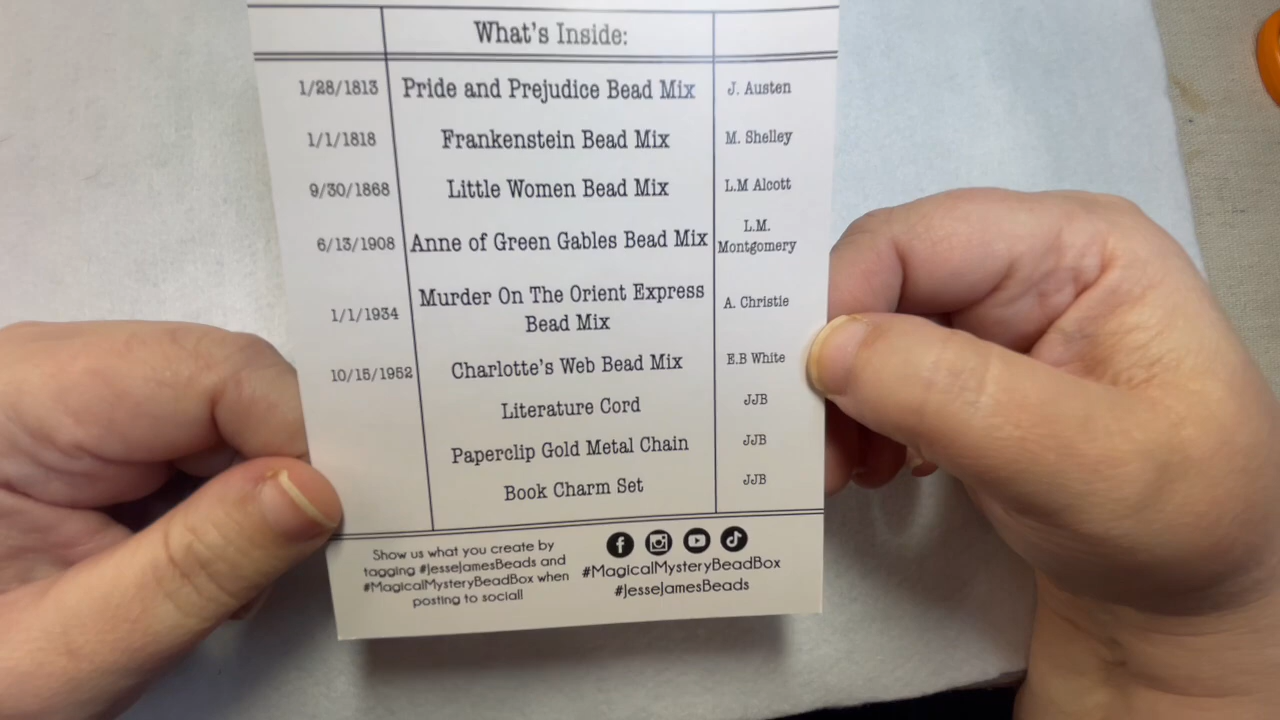 What's Inside:
1/28/1813 Pride and Prejudice Bead Mix J. Austen
1/1/1818 Frankenstein Bead Mix M. Shelley
9/30/1868 Little Women Bead Mix L.M Alcott
6/13/1908 Anne of Green Gables Bead Mix L.M. Montgomery
1/1/1934 Murder On The Orient Express A. Christie
Bead Mix
10/15/1952 Charlotte's Web Bead Mix E.B White
Literature Cord JJB
Paperclip Gold Metal Chain JJB
Book Charm Set JJB
Show us what you create by
tagging #JesseJamesBeads and
#MagicalMysteryBeadBox when
posting to social!
#MagicalMysteryBeadBox
#JesseJamesBeads